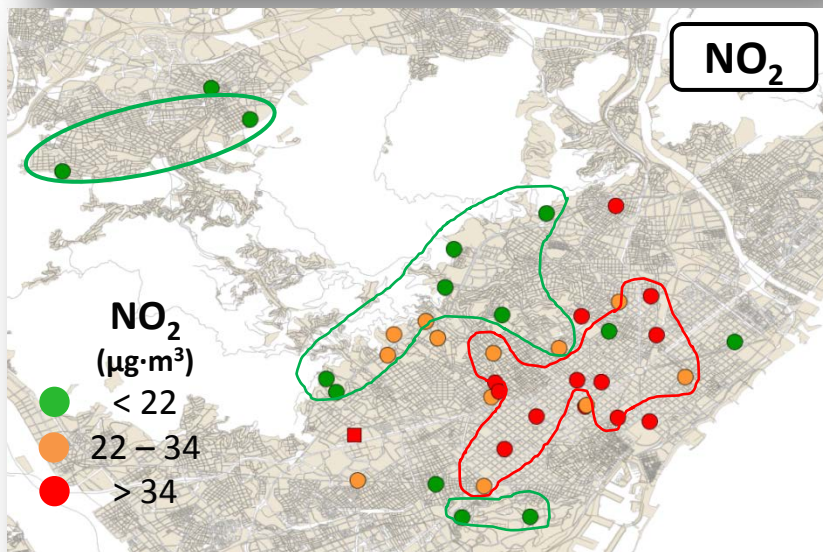 NO₂
NO₂
(µg·m³)
< 22
22 – 34
> 34